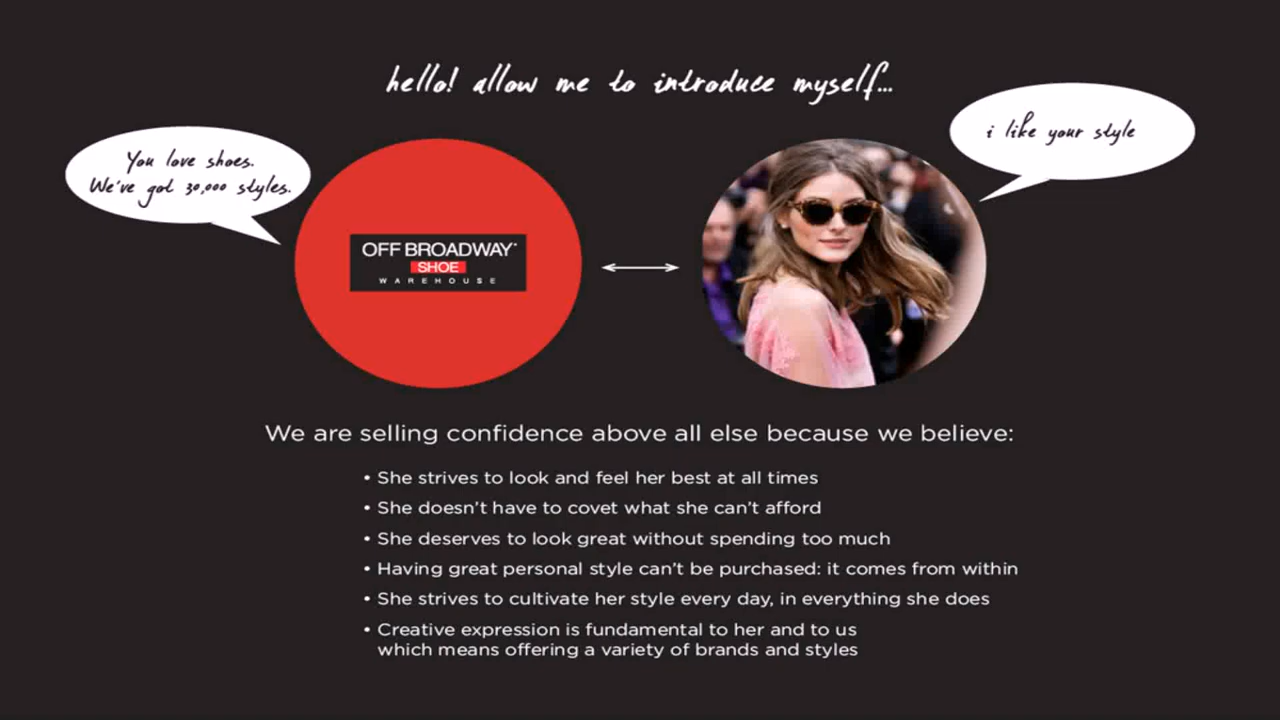 hello! allow me to introduce myself...
You love shoes.
We've got 30,000 styles.
i like your style
OFF BROADWAY
SHOE
WAREHOUSE
We are selling confidence above all else because we believe:
• She strives to look and feel her best at all times
• She doesn't have to covet what she can't afford
• She deserves to look great without spending too much
• Having great personal style can't be purchased: it comes from within
• She strives to cultivate her style every day, in everything she does
• Creative expression is fundamental to her and to us
which means offering a variety of brands and styles